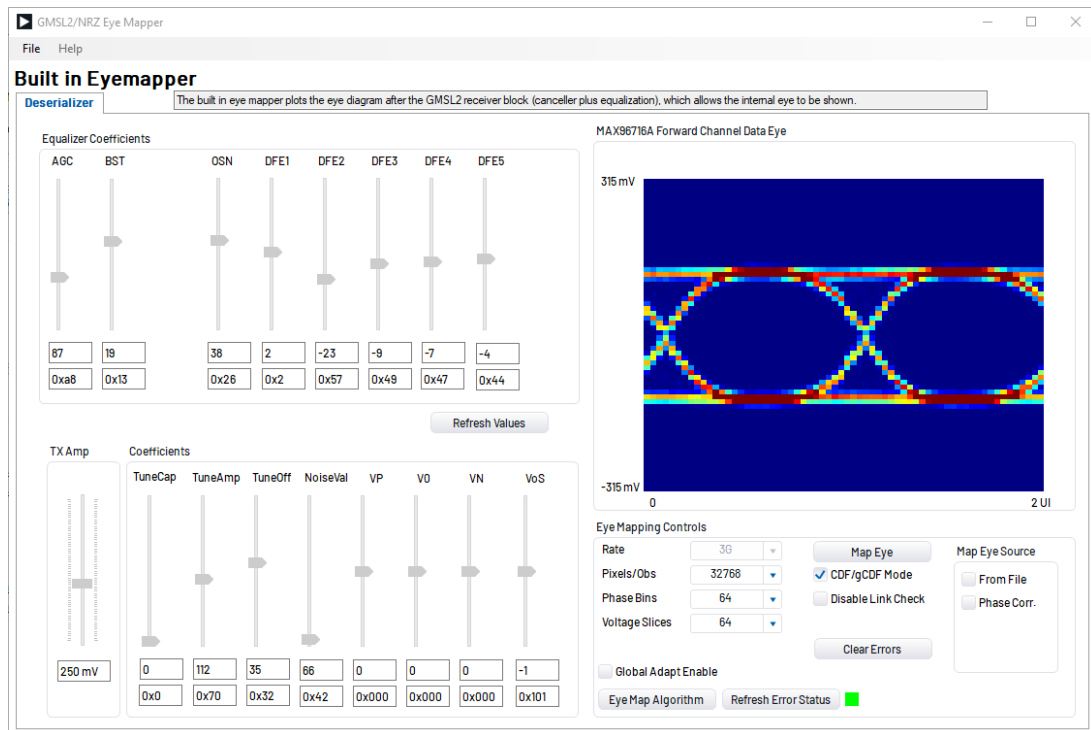 GMSL2/NRZ Eye Mapper
File Help
Built in Eyemapper
Deserializer
The built in eye mapper plots the eye diagram after the GMSL2 receiver block (canceller plus equalization), which allows the internal eye to be shown.
Equalizer Coefficients
AGC BST OSN DFE1 DFE2 DFE3 DFE4 DFE5
87 19 38 2 -23 -9 -7 -4
0xa8 0x13 0x26 0x2 0x57 0x49 0x47 0x44
Refresh Values
TX Amp
250 mV
Coefficients
TuneCap TuneAmp TuneOff NoiseVal VP V0 VN VoS
0 112 35 66 0 0 0 -1
0x0 0x70 0x32 0x42 0x000 0x000 0x000 0x101
MAX96716A Forward Channel Data Eye
315 mV
-315 mV
0 2 UI
Eye Mapping Controls
Rate 3G
Pixels/Obs 32768
Phase Bins 64
Voltage Slices 64
Map Eye
CDF/gCDF Mode
Disable Link Check
Clear Errors
Map Eye Source
From File
Phase Corr.
Global Adapt Enable
Eye Map Algorithm Refresh Error Status